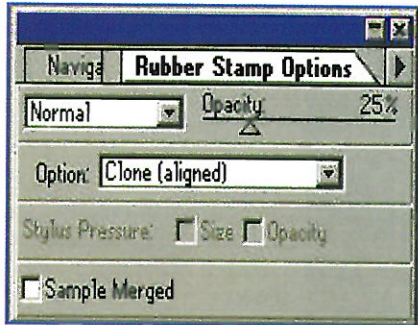 Naviga Rubber Stamp Options
Normal Opacity: 25%
Option: Clone (aligned)
Stylus Pressure: Size Opacity
Sample Merged